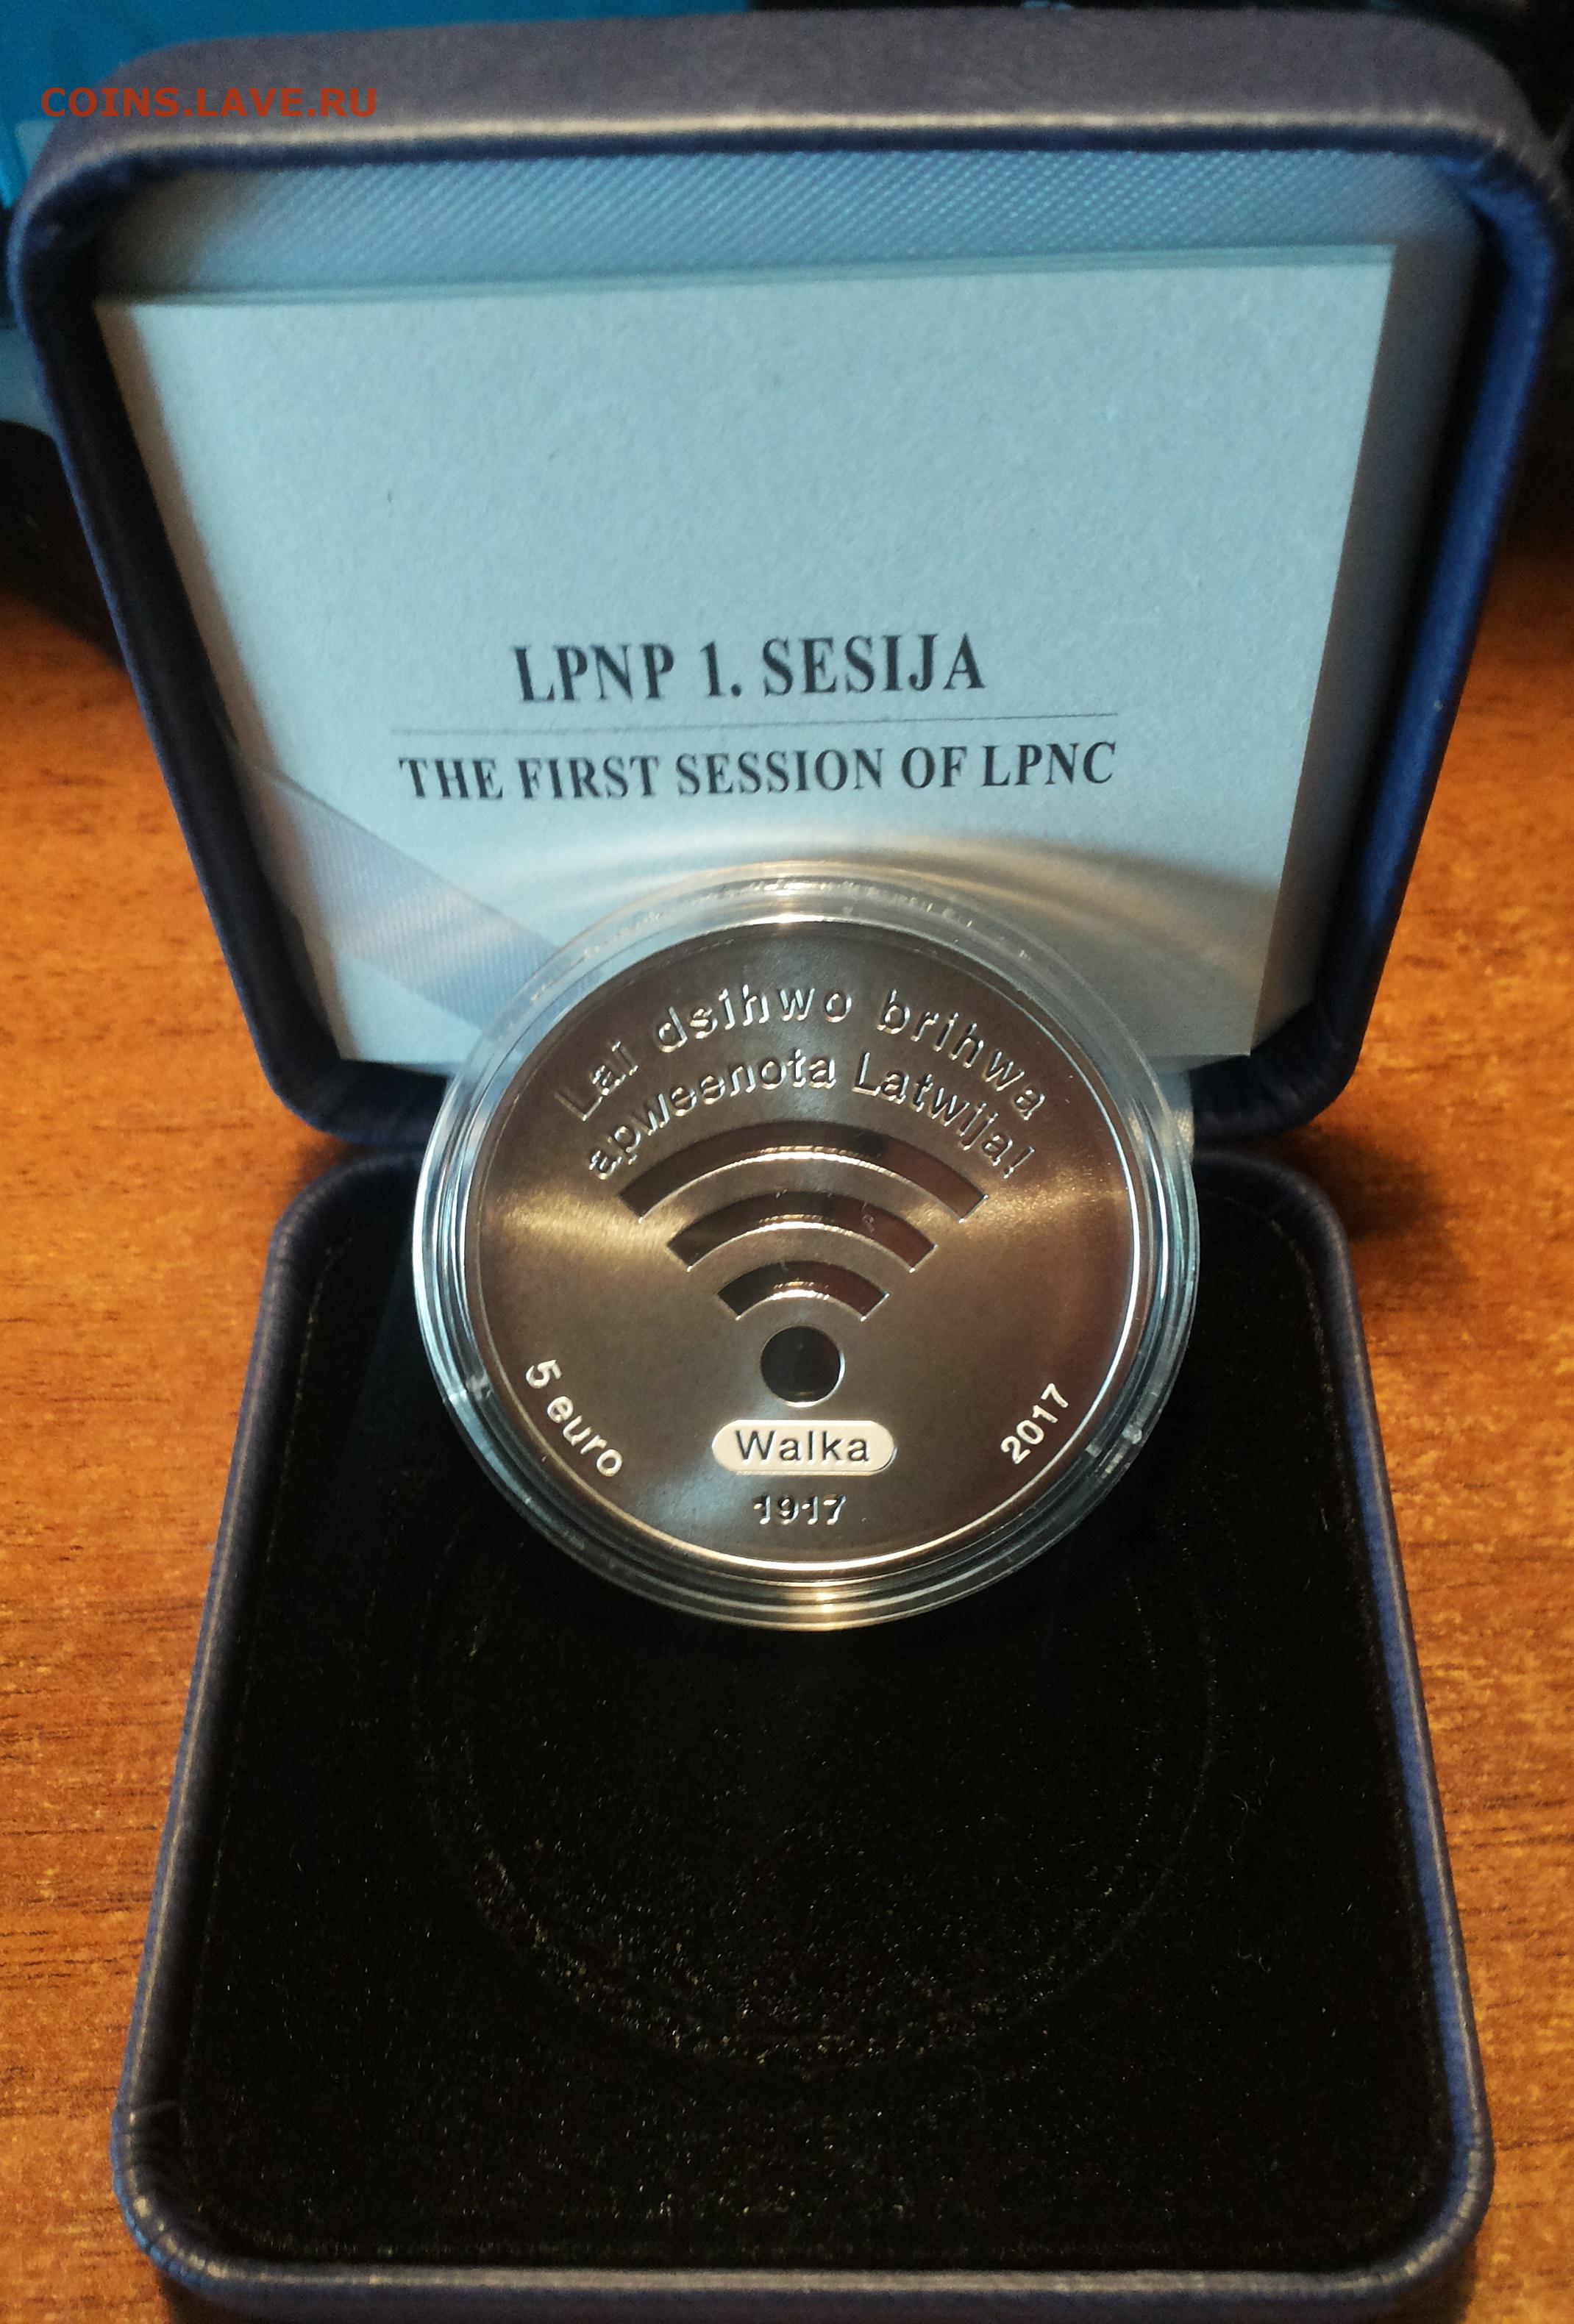 COINS.LAVE.RU
LPNP 1. SESIJA
THE FIRST SESSION OF LPNC
Lai dsihwo brihwa
apweenota Latwija!
5 euro
Walka
1917
2017